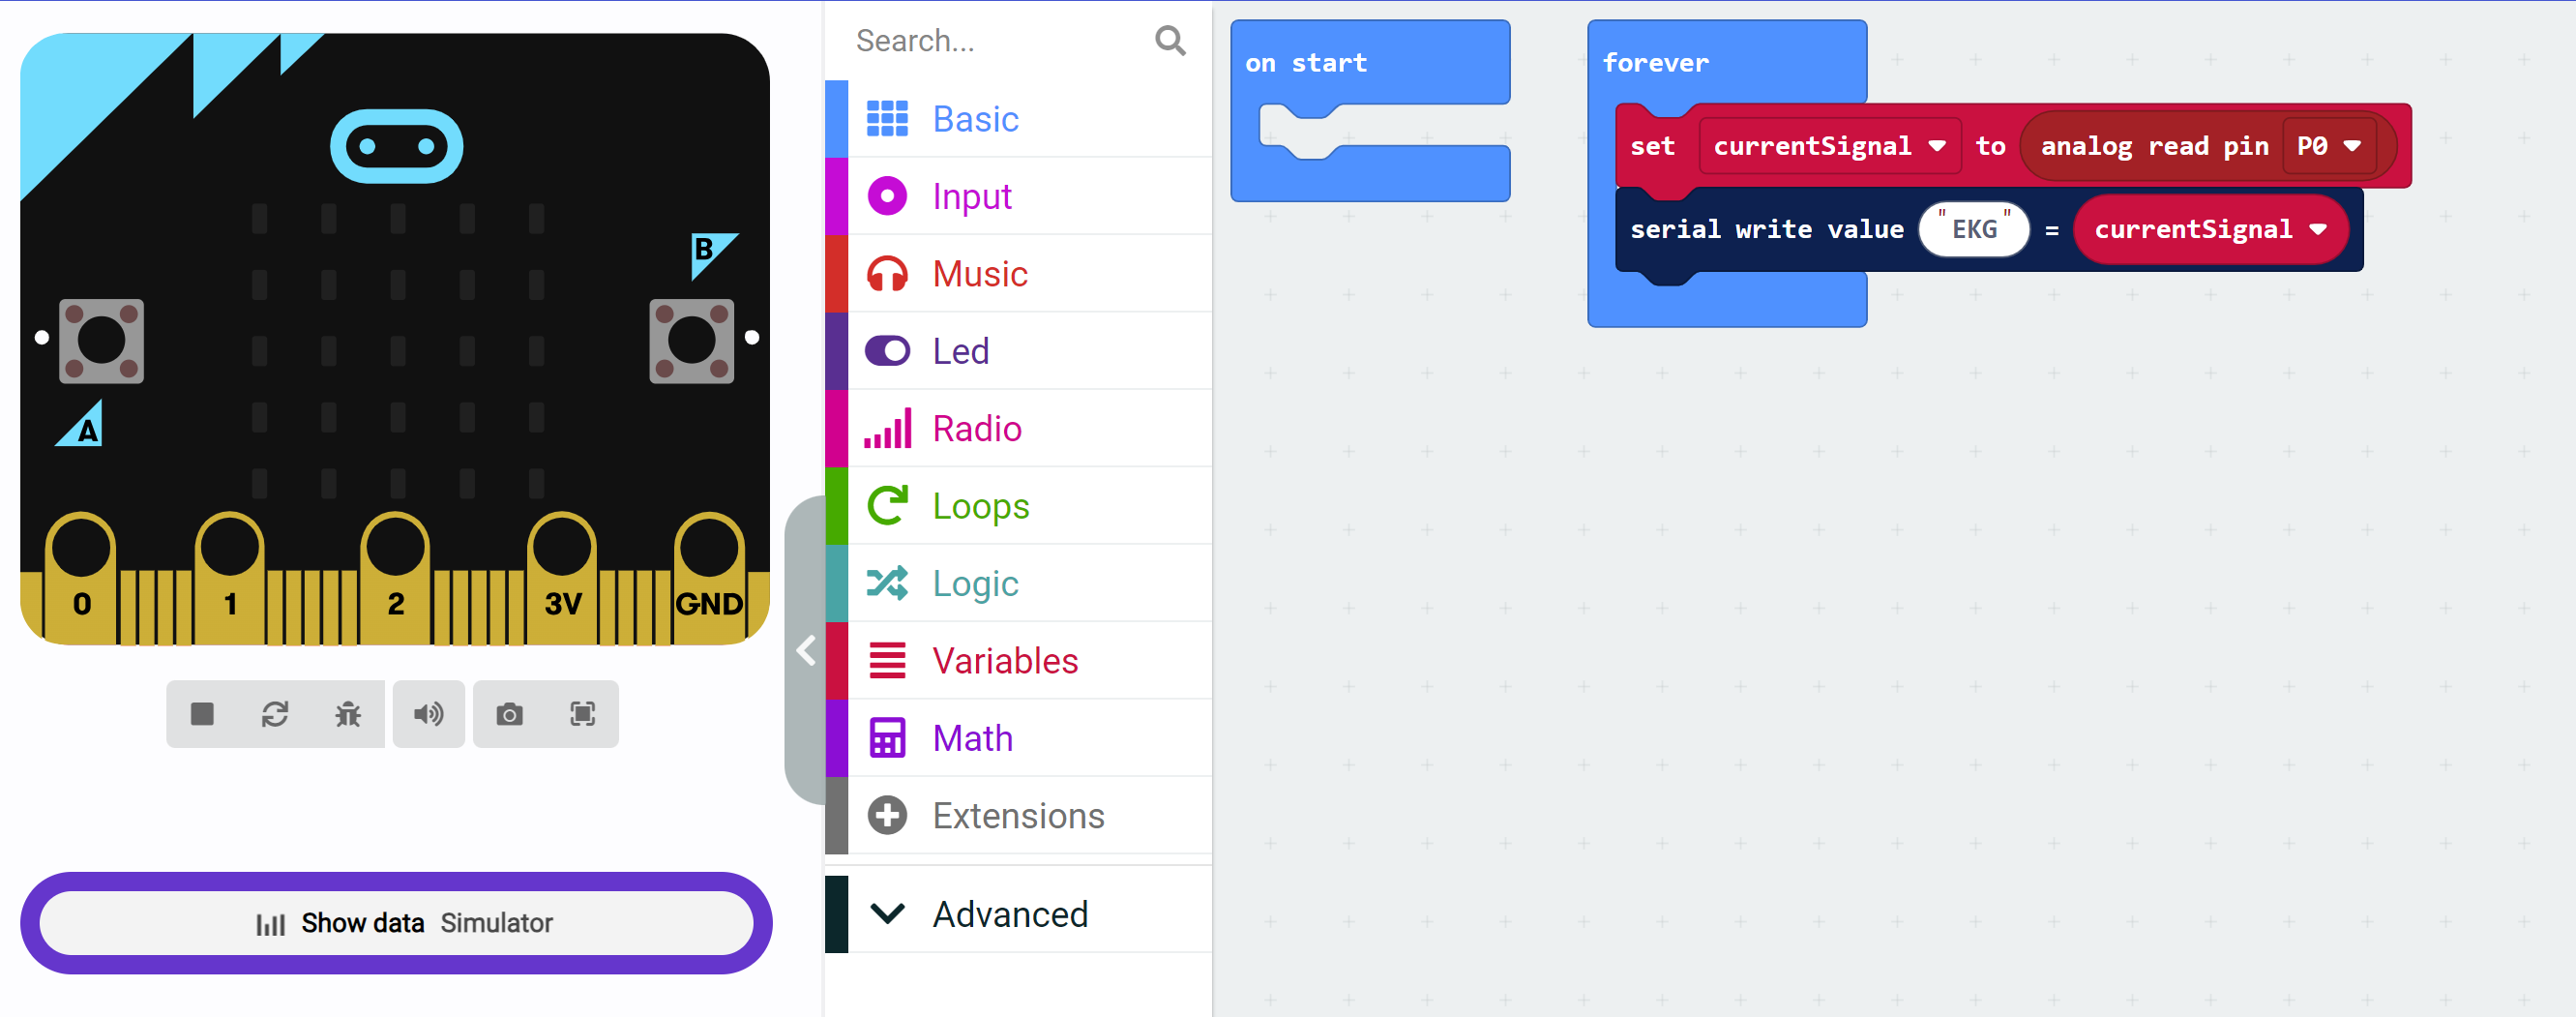 B
A
0 1 2 3V GND
Show data Simulator
Search...
Basic
Input
Music
Led
Radio
Loops
Logic
Variables
Math
Extensions
Advanced
on start
forever
set currentSignal to analog read pin P0
serial write value "EKG" = currentSignal